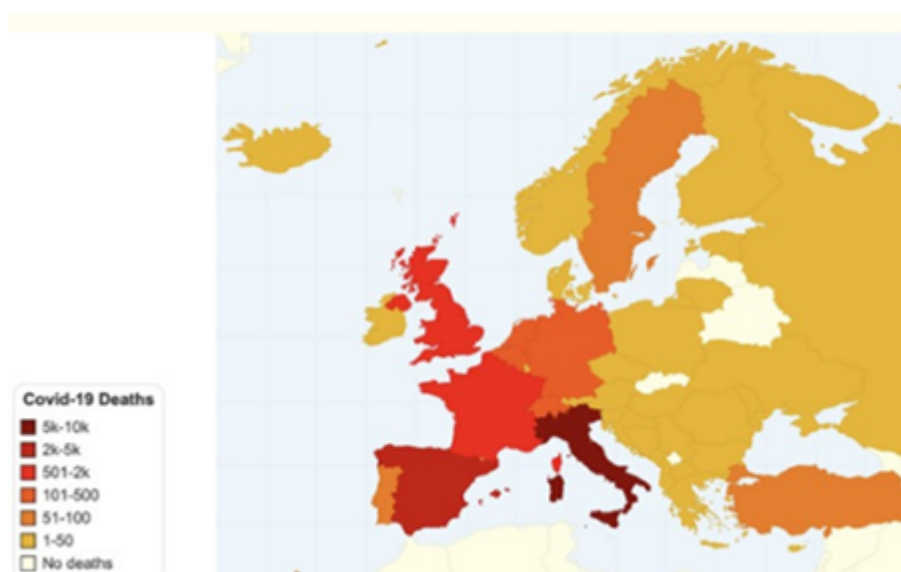 Covid-19 Deaths
5k-10k
2k-5k
501-2k
101-500
51-100
1-50
No deaths